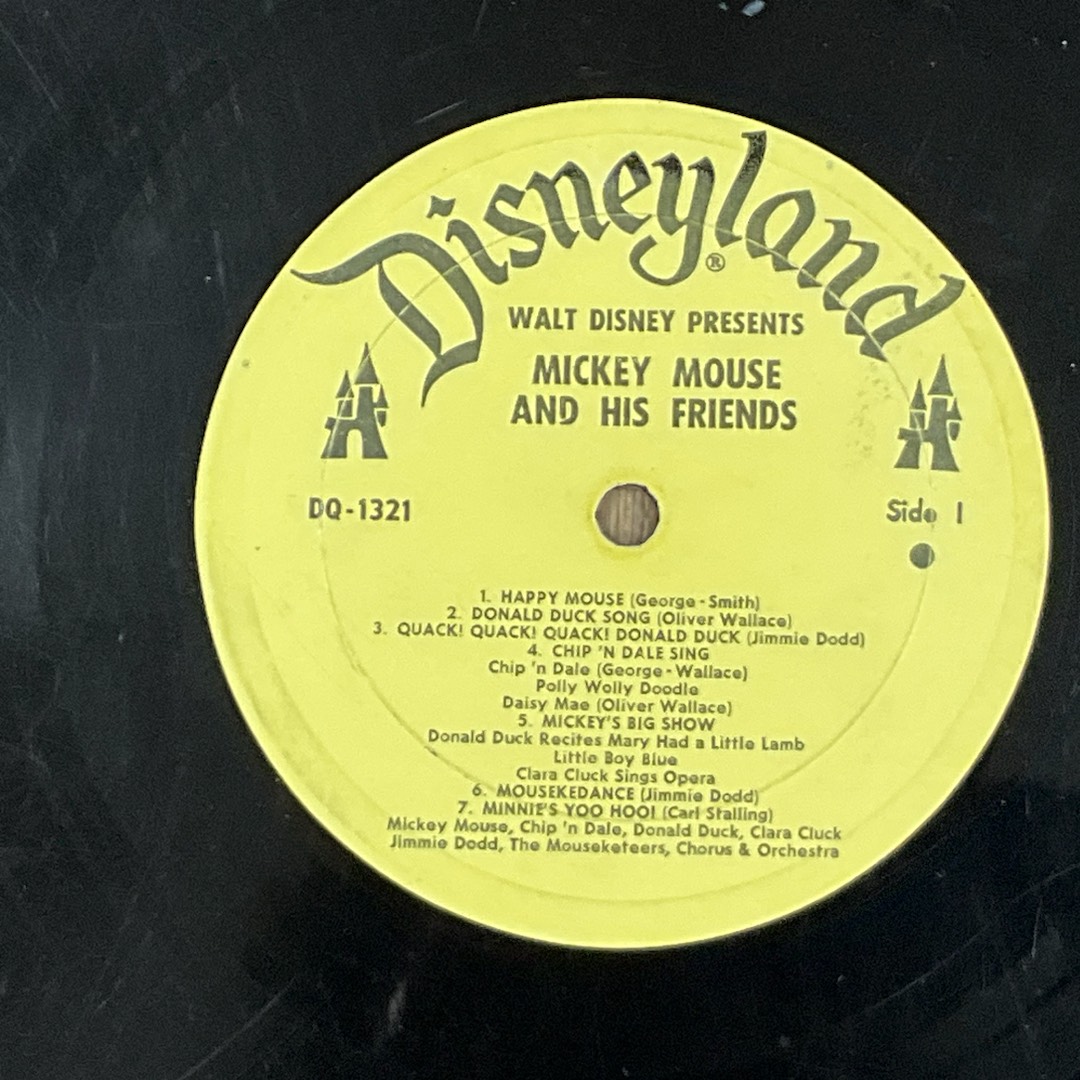 Disneyland®
WALT DISNEY PRESENTS
MICKEY MOUSE
AND HIS FRIENDS
DQ-1321
Side 1
1. HAPPY MOUSE (George-Smith)
2. DONALD DUCK SONG (Oliver Wallace)
3. QUACK! QUACK! QUACK! DONALD DUCK (Jimmie Dodd)
4. CHIP 'N DALE SING
Chip 'n Dale (George-Wallace)
Polly Wolly Doodle
Daisy Mae (Oliver Wallace)
5. MICKEY'S BIG SHOW
Donald Duck Recites Mary Had a Little Lamb
Little Boy Blue
Clara Cluck Sings Opera
6. MOUSEKEDANCE (Jimmie Dodd)
7. MINNIE'S YOO HOO! (Carl Stalling)
Mickey Mouse, Chip 'n Dale, Donald Duck, Clara Cluck
Jimmie Dodd, The Mouseketeers, Chorus & Orchestra